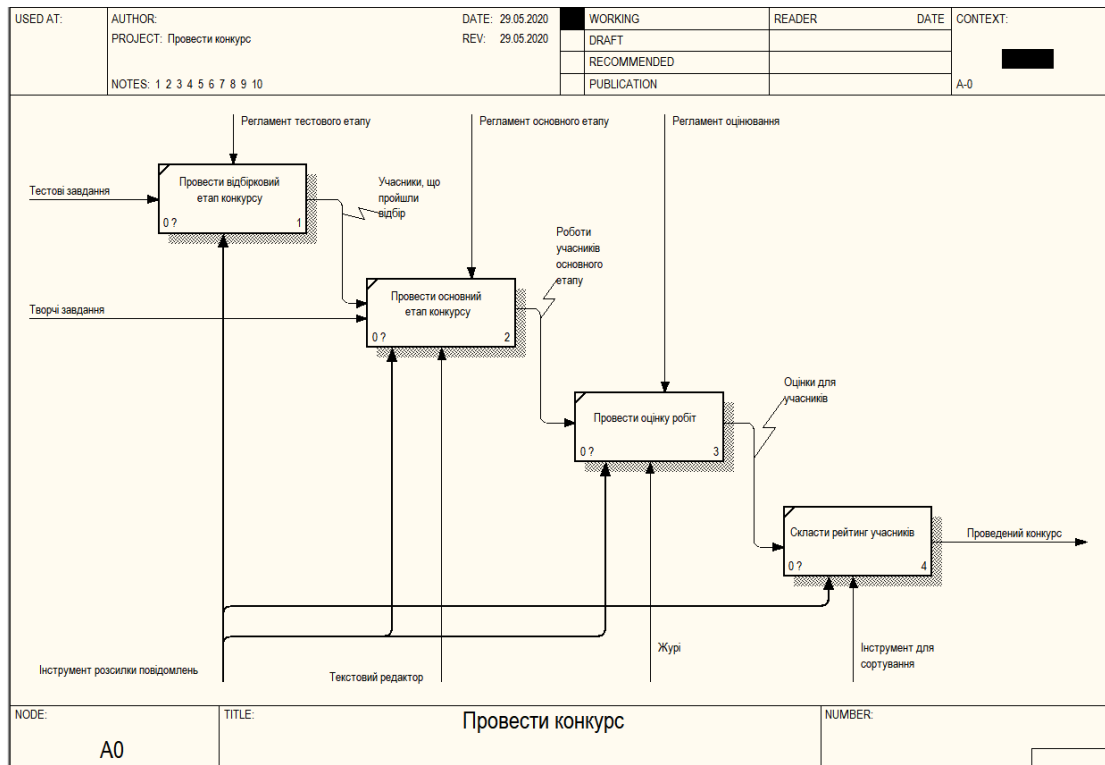 USED AT:
AUTHOR:
DATE: 29.05.2020
PROJECT: Провести конкурс
REV: 29.05.2020
NOTES: 1 2 3 4 5 6 7 8 9 10
WORKING
DRAFT
RECOMMENDED
PUBLICATION
READER
DATE
CONTEXT:
A-0
Регламент тестового етапу
Регламент основного етапу
Регламент оцінювання
Тестові завдання
Провести відбірковий
етап конкурсу
0 ?
1
Учасники, що
пройшли
відбір
Роботи
учасників
основного
етапу
Творчі завдання
Провести основний
етап конкурсу
0 ?
2
Оцінки для
учасників
Провести оцінку робіт
0 ?
3
Скласти рейтинг учасників
0 ?
4
Проведений конкурс
Інструмент розсилки повідомлень
Текстовий редактор
Журі
Інструмент для
сортування
NODE:
A0
TITLE:
Провести конкурс
NUMBER: